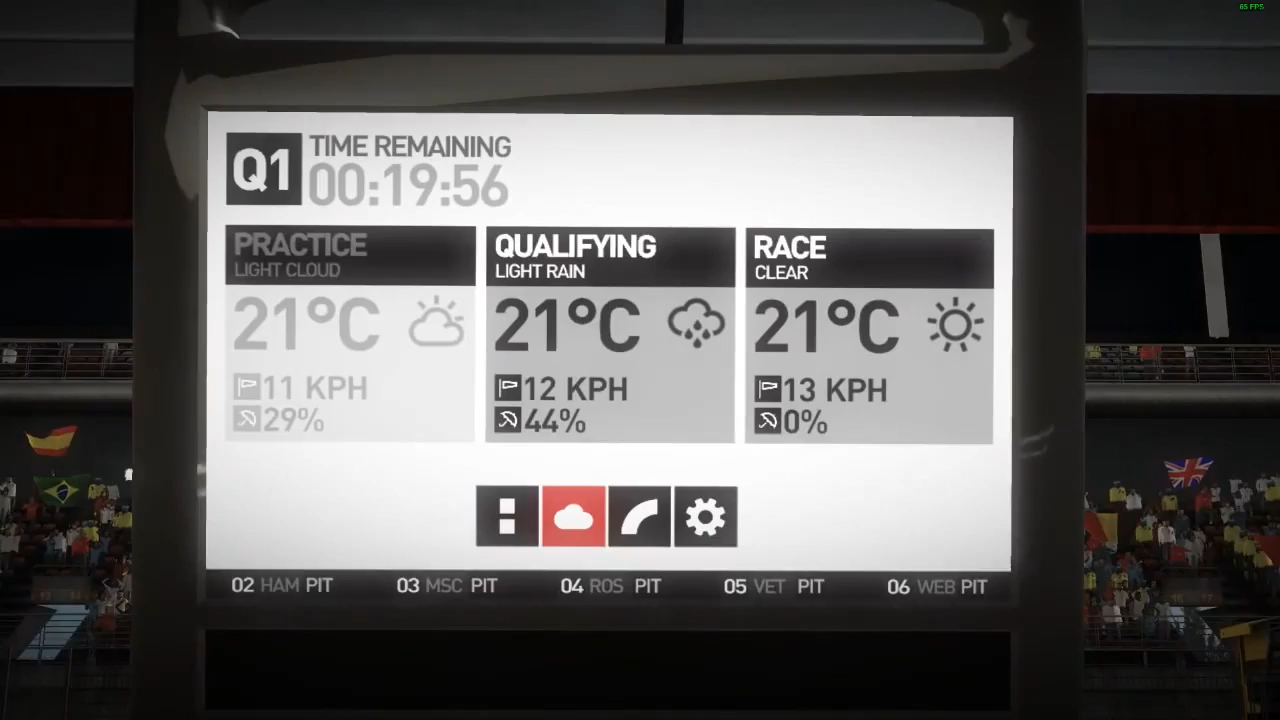 65 FPS
Q1
TIME REMAINING
00:19:56
PRACTICE
LIGHT CLOUD
21°C
11 KPH
29%
QUALIFYING
LIGHT RAIN
21°C
12 KPH
44%
RACE
CLEAR
21°C
13 KPH
0%
02 HAM PIT 03 MSC PIT 04 ROS PIT 05 VET PIT 06 WEB PIT